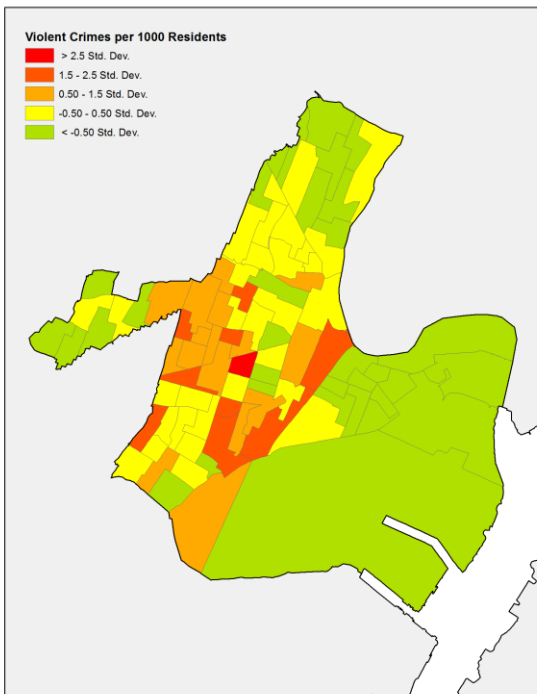 Violent Crimes per 1000 Residents
> 2.5 Std. Dev.
1.5 - 2.5 Std. Dev.
0.50 - 1.5 Std. Dev.
-0.50 - 0.50 Std. Dev.
< -0.50 Std. Dev.